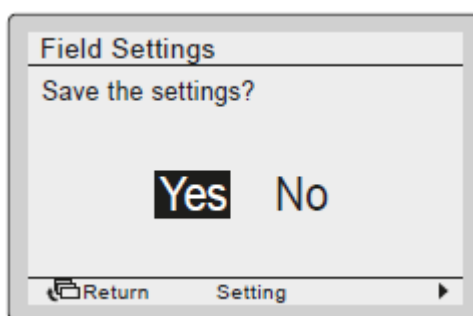 Field Settings
Save the settings?
Yes No
Return Setting